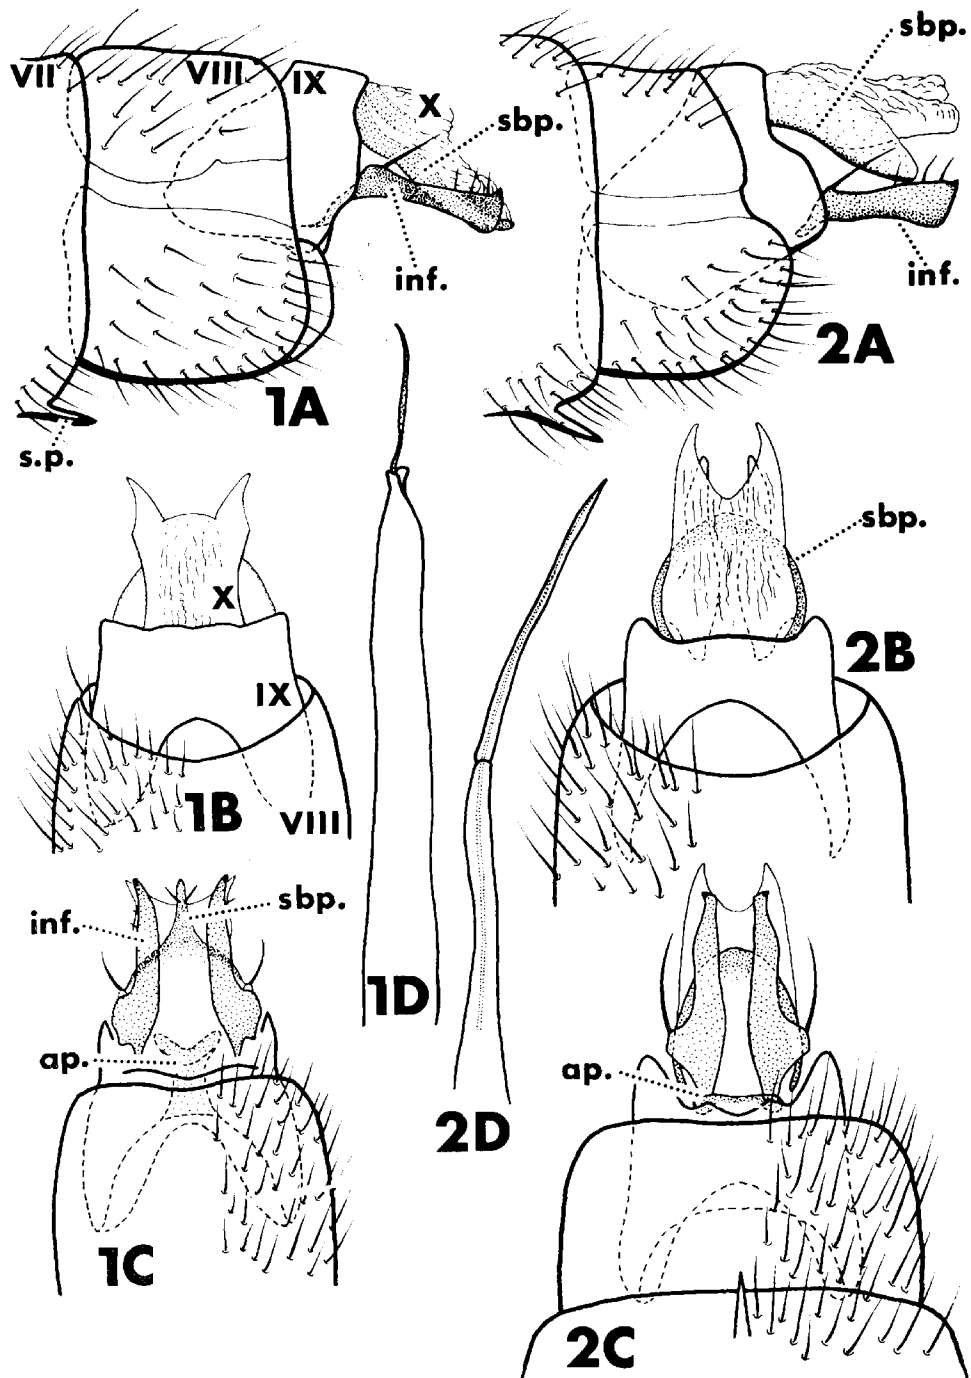 VII
VIII
IX
X
sbp.
inf.
1A
s.p.
sbp.
inf.
2A
X
IX
1B
VIII
sbp.
2B
inf.
sbp.
ap.
1C
1D
2D
ap.
2C